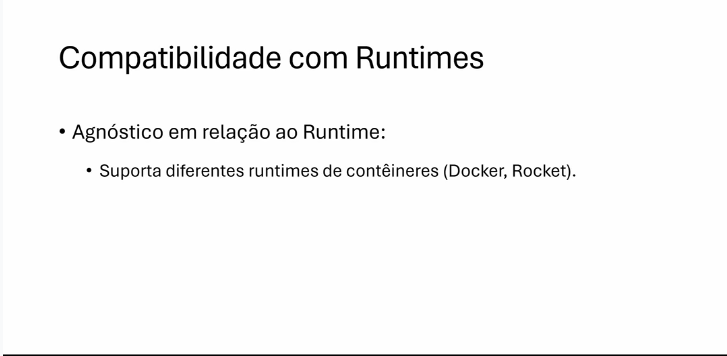 Compatibilidade com Runtimes
• Agnóstico em relação ao Runtime:
• Suporta diferentes runtimes de contêineres (Docker, Rocket).